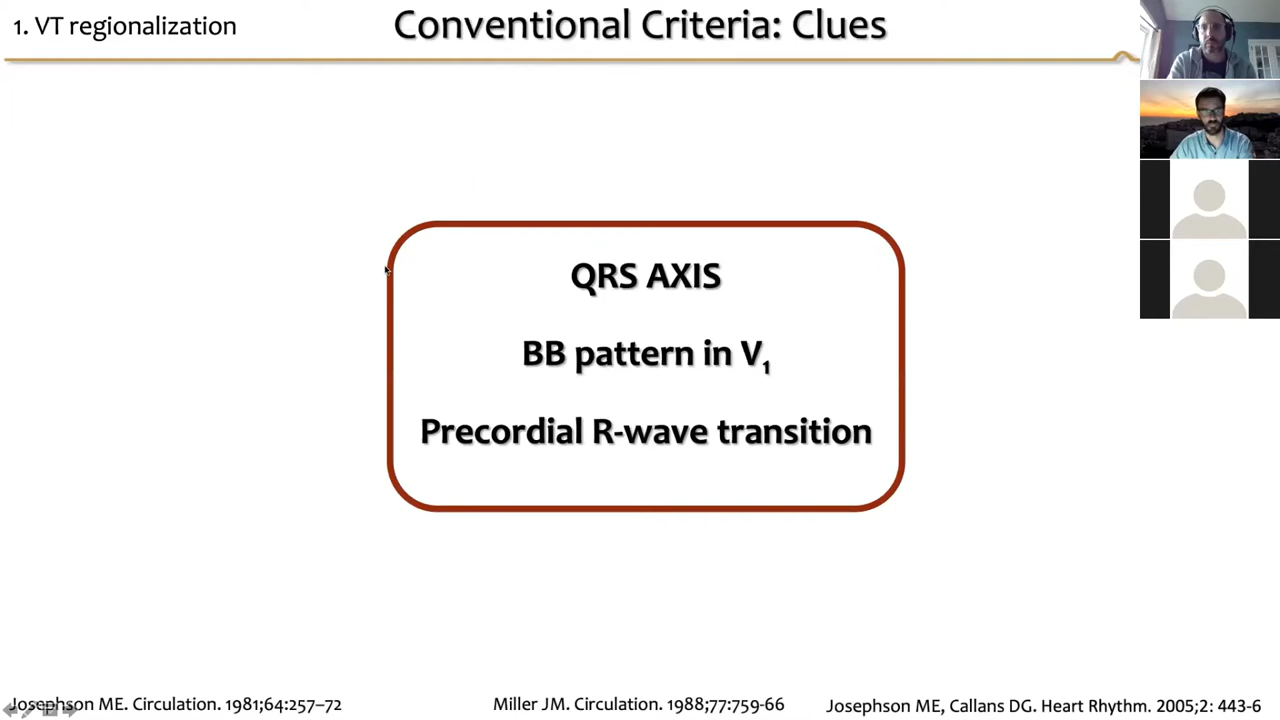 1. VT regionalization
Conventional Criteria: Clues
QRS AXIS
BB pattern in V₁
Precordial R-wave transition
Josephson ME. Circulation. 1981;64:257–72
Miller JM. Circulation. 1988;77:759-66
Josephson ME, Callans DG. Heart Rhythm. 2005;2: 443-6